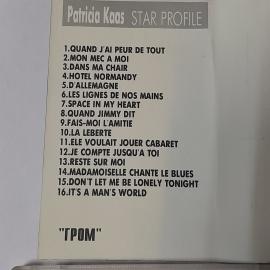 Patricia Kaas STAR PROFILE
1.QUAND J'AI PEUR DE TOUT
2.MON MEC A MOI
3.DANS MA CHAIR
4.HOTEL NORMANDY
5.D'ALLEMAGNE
6.LES LIGNES DE NOS MAINS
7.SPACE IN MY HEART
8.QUAND JIMMY DIT
9.FAIS-MOI L'AMITIE
10.LA LEBERTE
11.ELE VOULAIT JOUER CABARET
12.JE COMPTE JUSQU'A TOI
13.RESTE SUR MOI
14.MADAMOISELLE CHANTE LE BLUES
15.DON'T LET ME BE LONELY TONIGHT
16.IT'S A MAN'S WORLD
"ГРОМ"